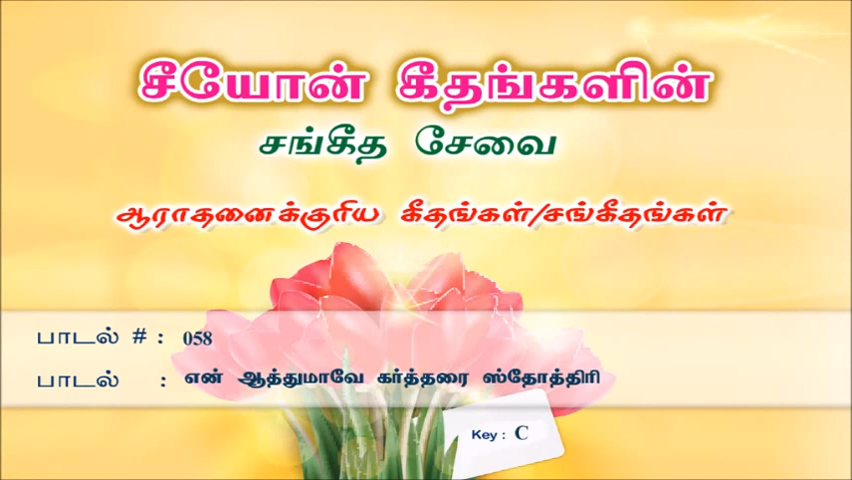 சீயோன் கீதங்களின்
சங்கீத சேவை
ஆராதனைக்குரிய கீதங்கள்/சங்கீதங்கள்
பாடல் # : 058
பாடல் : என் ஆத்துமாவே கர்த்தரை ஸ்தோத்திரி
Key : C